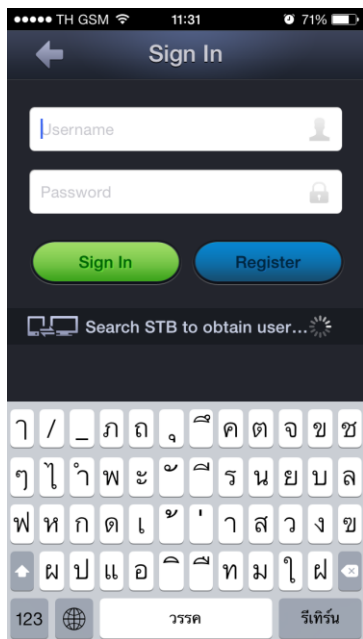 TH GSM 11:31 71%
Sign In
Username
Password
Sign In Register
Search STB to obtain user...
ๅ / _ ภ ถ ุ ึ ค ต จ ข ช
ๆ ไ ำ พ ะ ั ี ร น ย บ ล
ฟ ห ก ด เ ้ ่ า ส ว ง ฃ
ผ ป แ อ ิ ื ท ม ใ ฝ
123 วรรค รีเทิร์น